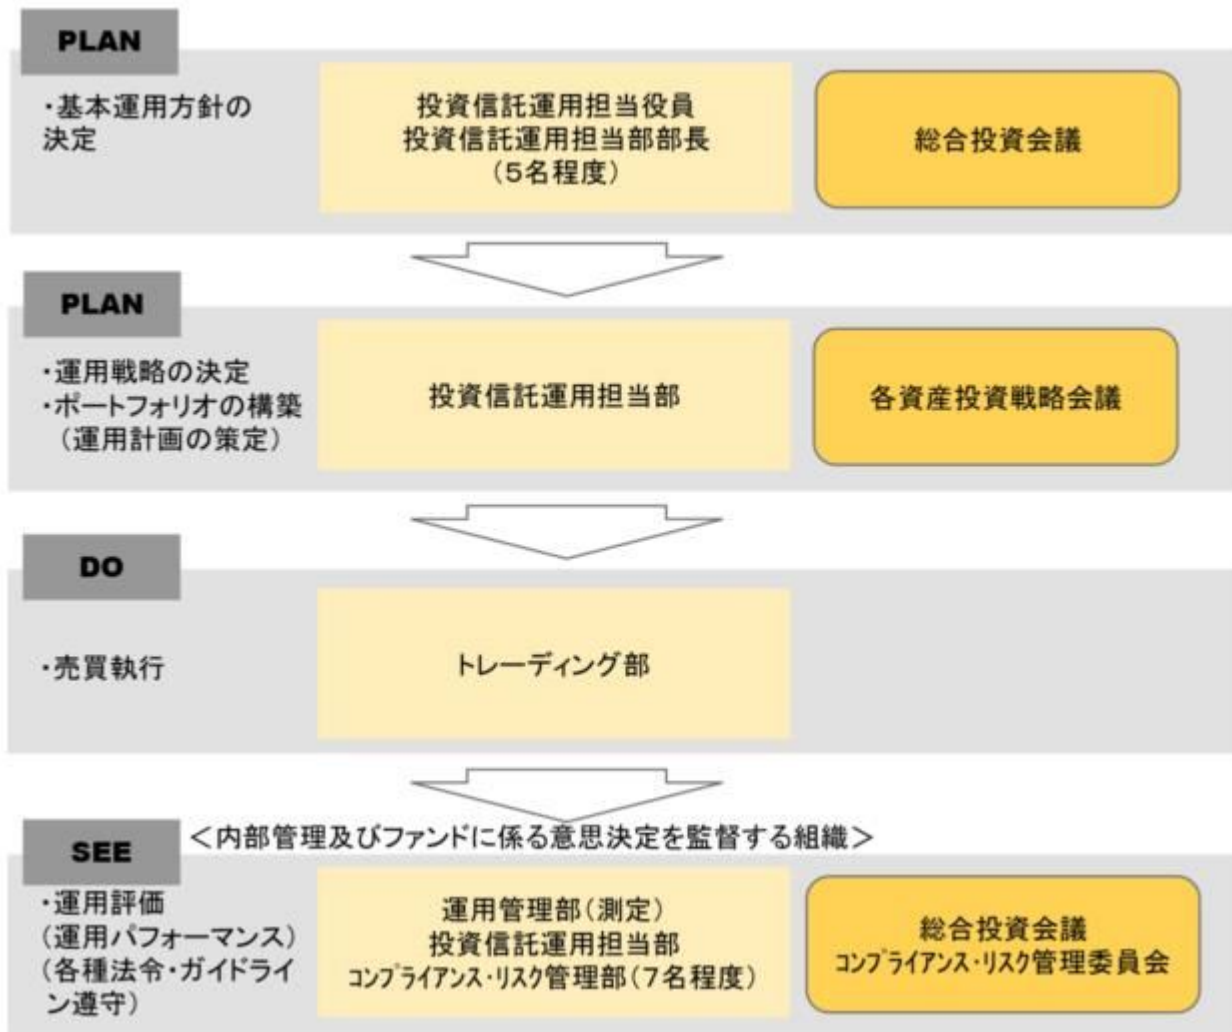 PLAN
・基本運用方針の
決定
投資信託運用担当役員
投資信託運用担当部部長
(5名程度)
総合投資会議
PLAN
・運用戦略の決定
・ポートフォリオの構築
(運用計画の策定)
投資信託運用担当部
各資産投資戦略会議
DO
・売買執行
トレーディング部
SEE
＜内部管理及びファンドに係る意思決定を監督する組織＞
・運用評価
(運用パフォーマンス)
(各種法令・ガイドライ
ン遵守)
運用管理部(測定)
投資信託運用担当部
ｺﾝﾌﾟﾗｲｱﾝｽ・ﾘｽｸ管理部(7名程度)
総合投資会議
ｺﾝﾌﾟﾗｲｱﾝｽ・ﾘｽｸ管理委員会